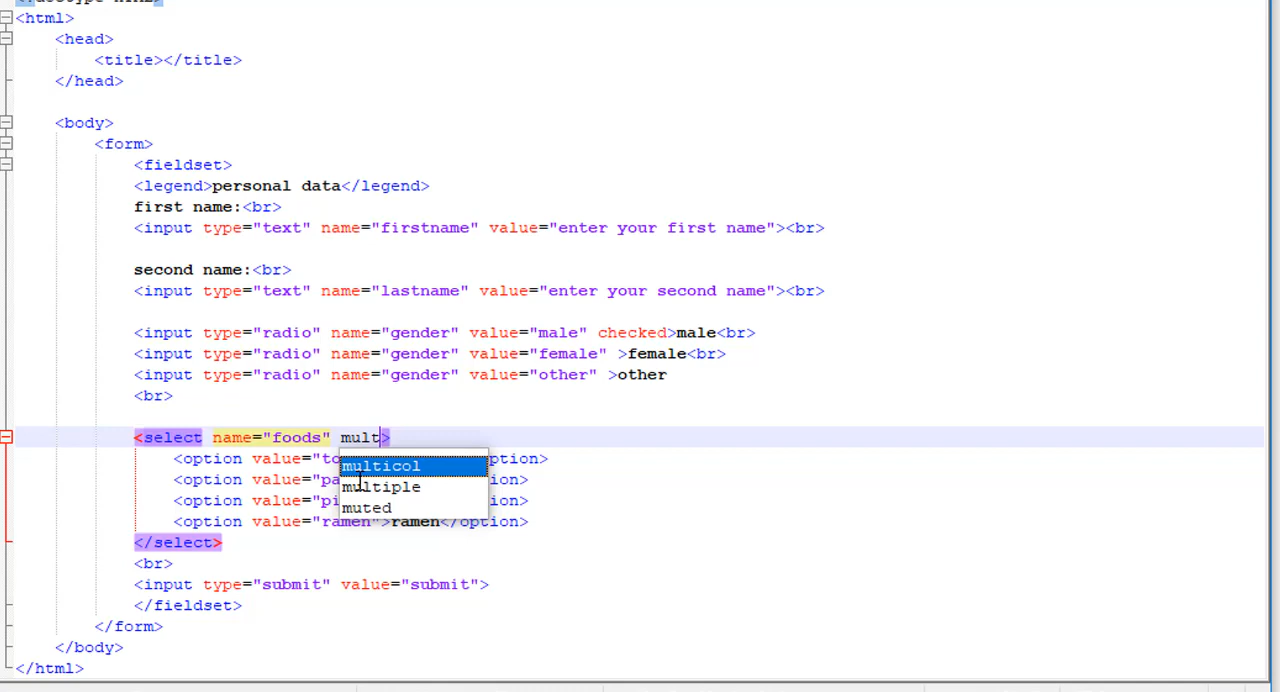 <html>
<head>
<title></title>
</head>
<body>
<form>
<fieldset>
<legend>personal data</legend>
first name:<br>
<input type="text" name="firstname" value="enter your first name"><br>
second name:<br>
<input type="text" name="lastname" value="enter your second name"><br>
<input type="radio" name="gender" value="male" checked>male<br>
<input type="radio" name="gender" value="female" >female<br>
<input type="radio" name="gender" value="other" >other
<br>
<select name="foods" mult>
multicol
multiple
muted
<option value="to ption>
<option value="pa ion>
<option value="pi ion>
<option value="ramen">ramen</option>
</select>
<br>
<input type="submit" value="submit">
</fieldset>
</form>
</body>
</html>